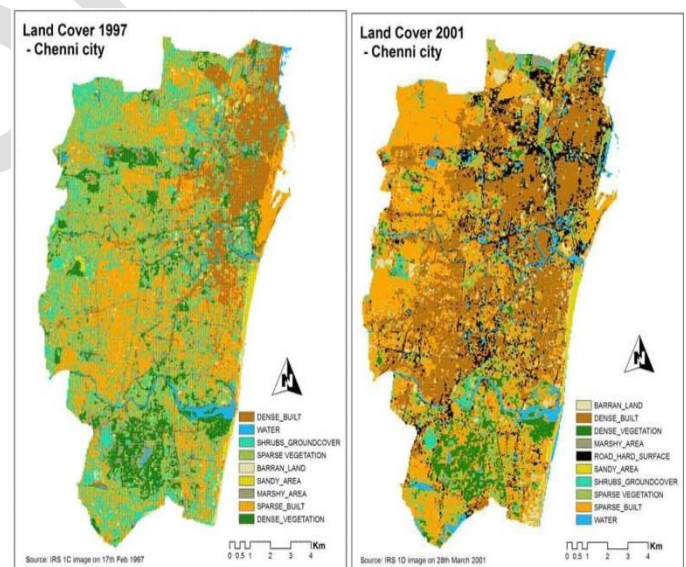 Land Cover 1997
- Chenni city
N
DENSE_BUILT
WATER
SHRUBS_GROUNDCOVER
SPARSE VEGETATION
BARRAN_LAND
SANDY_AREA
MARSHY_AREA
SPARSE_BUILT
DENSE_VEGETATION
Km
0 0.5 1 2 3 4
Source: IRS 1C image on 17th Feb 1997
Land Cover 2001
- Chenni city
N
BARRAN_LAND
DENSE_BUILT
DENSE_VEGETATION
MARSHY_AREA
ROAD_HARD_SURFACE
SANDY_AREA
SHRUBS_GROUNDCOVER
SPARSE VEGETATION
SPARSE_BUILT
WATER
Km
0 0.5 1 2 3 4
Source: IRS 1D image on 28th March 2001